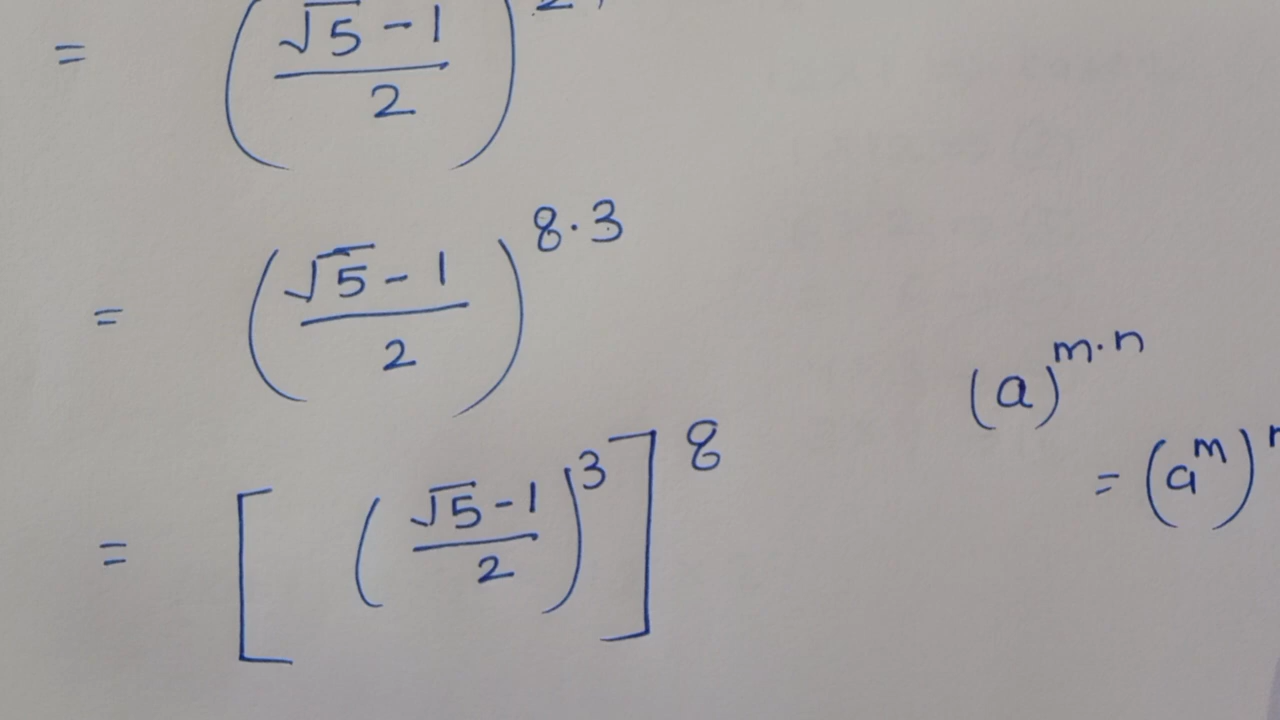 = ((√5 - 1)/2)
= ((√5 - 1)/2)^8·3
(a)^m·n
= [((√5 - 1)/2)^3]^8
= (a^m)